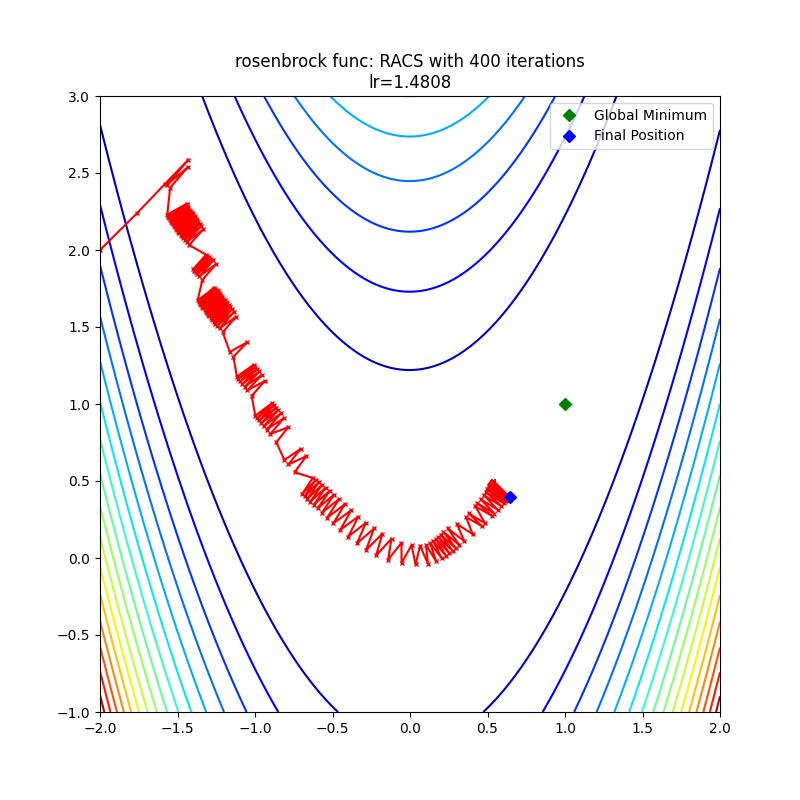 rosenbrock func: RACS with 400 iterations
lr=1.4808
Global Minimum
Final Position
3.0
2.5
2.0
1.5
1.0
0.5
0.0
−0.5
−1.0
−2.0 −1.5 −1.0 −0.5 0.0 0.5 1.0 1.5 2.0